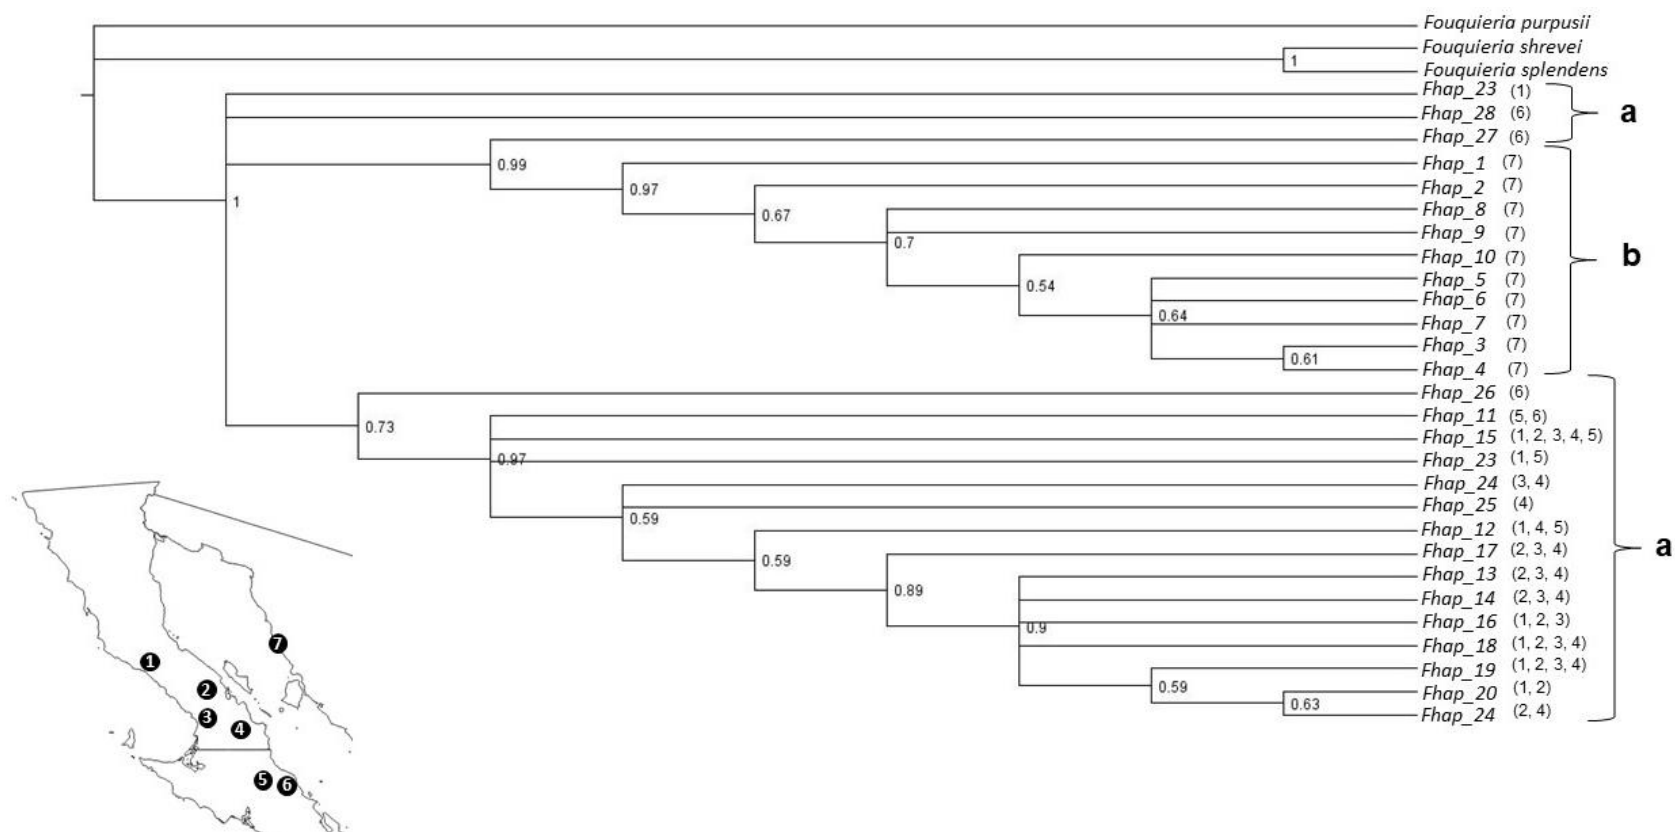 Fouquieria purpusii
Fouquieria shrevei
1
Fouquieria splendens
Fhap_23 (1)
a
Fhap_28 (6)
Fhap_27 (6)
0.99
Fhap_1 (7)
0.97
Fhap_2 (7)
1
Fhap_8 (7)
0.67
Fhap_9 (7)
0.7
Fhap_10 (7)
b
Fhap_5 (7)
0.54
Fhap_6 (7)
0.64
Fhap_7 (7)
Fhap_3 (7)
0.61
Fhap_4 (7)
Fhap_26 (6)
Fhap_11 (5, 6)
0.73
Fhap_15 (1, 2, 3, 4, 5)
0.97
Fhap_23 (1, 5)
Fhap_24 (3, 4)
Fhap_25 (4)
0.59
Fhap_12 (1, 4, 5)
Fhap_17 (2, 3, 4)
a
0.59
Fhap_13 (2, 3, 4)
0.89
Fhap_14 (2, 3, 4)
Fhap_16 (1, 2, 3)
0.9
Fhap_18 (1, 2, 3, 4)
Fhap_19 (1, 2, 3, 4)
0.59
Fhap_20 (1, 2)
0.63
Fhap_24 (2, 4)
7
1
2
3
4
5
6